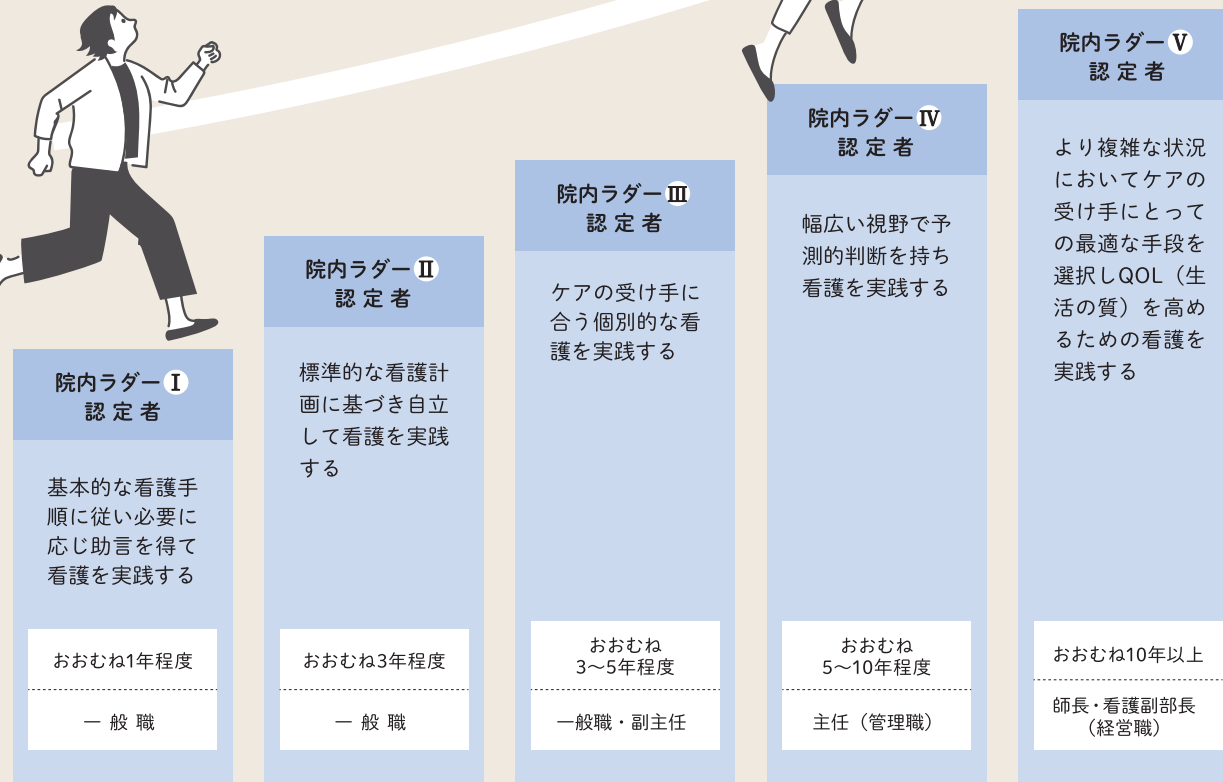 院内ラダーⅠ
認定者
基本的な看護手
順に従い必要に
応じ助言を得て
看護を実践する
おおむね1年程度
一般職
院内ラダーⅡ
認定者
標準的な看護計
画に基づき自立
して看護を実践
する
おおむね3年程度
一般職
院内ラダーⅢ
認定者
ケアの受け手に
合う個別的な看
護を実践する
おおむね
3〜5年程度
一般職・副主任
院内ラダーⅣ
認定者
幅広い視野で予
測的判断を持ち
看護を実践する
おおむね
5〜10年程度
主任（管理職）
院内ラダーⅤ
認定者
より複雑な状況
においてケアの
受け手にとって
の最適な手段を
選択しQOL（生
活の質）を高め
るための看護を
実践する
おおむね10年以上
師長・看護副部長
（経営職）